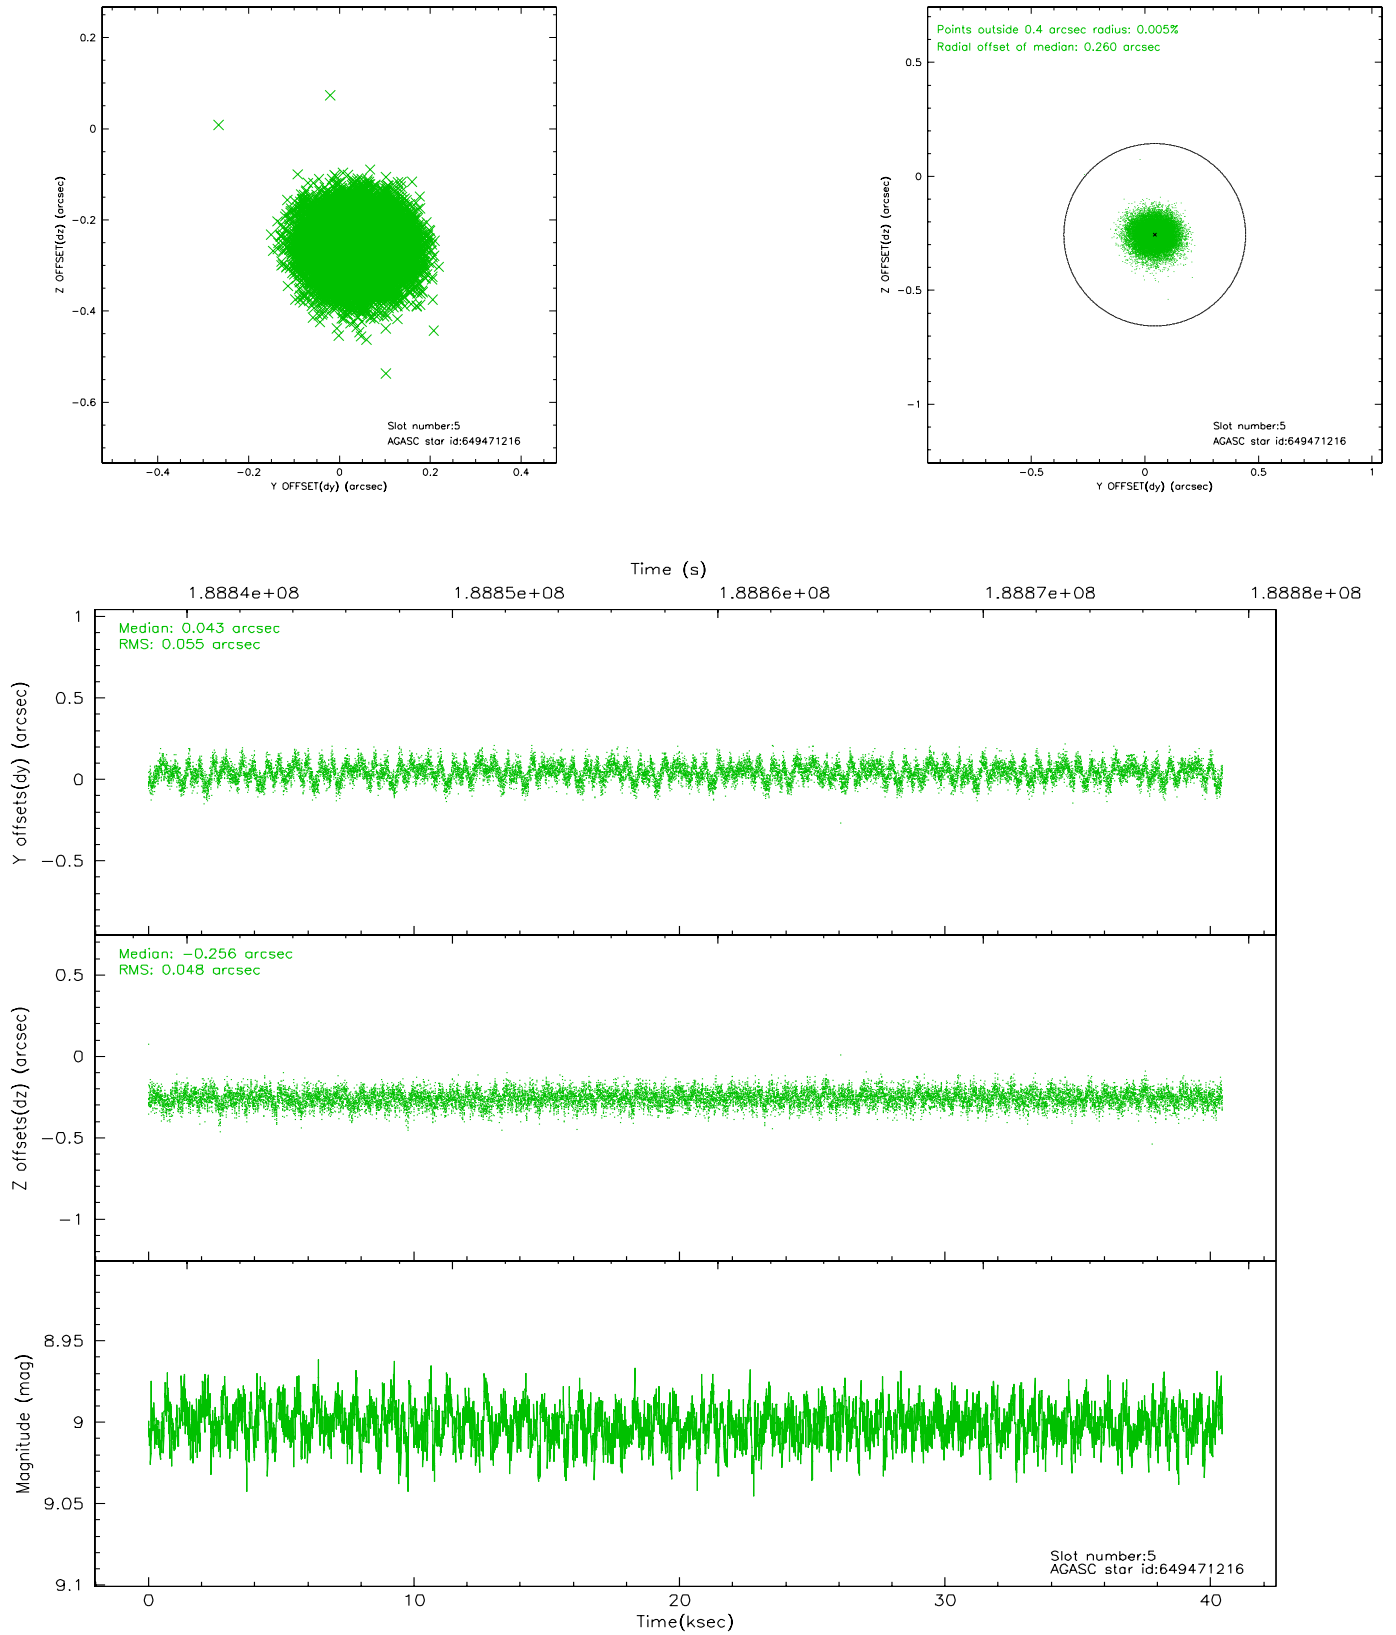 0.2
0
-0.2
-0.4
-0.6
Z OFFSET(dz) (arcsec)
Slot number:5
AGASC star id:649471216
-0.4 -0.2 0 0.2 0.4
Y OFFSET(dy) (arcsec)
Points outside 0.4 arcsec radius: 0.005%
Radial offset of median: 0.260 arcsec
0.5
0
-0.5
-1
Z OFFSET(dz) (arcsec)
Slot number:5
AGASC star id:649471216
-0.5 0 0.5 1
Y OFFSET(dy) (arcsec)
Time (s)
1.8884e+08 1.8885e+08 1.8886e+08 1.8887e+08 1.8888e+08
Median: 0.043 arcsec
RMS: 0.055 arcsec
1
0.5
0
-0.5
Y offsets(dy) (arcsec)
Median: -0.256 arcsec
RMS: 0.048 arcsec
0.5
0
-0.5
-1
Z offsets(dz) (arcsec)
8.95
9
9.05
9.1
Magnitude (mag)
Slot number:5
AGASC star id:649471216
0 10 20 30 40
Time(ksec)